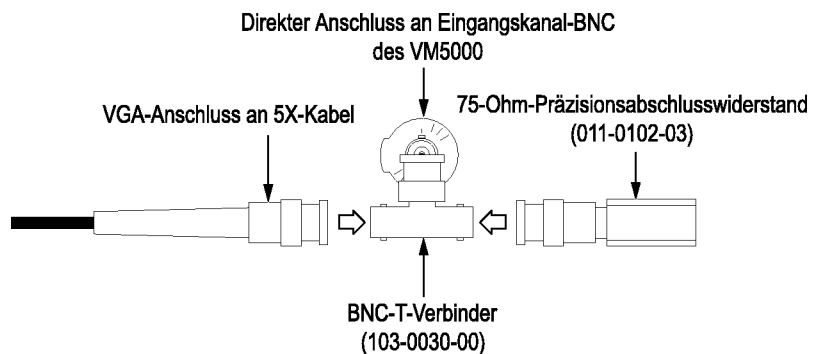 Direkter Anschluss an Eingangskanal-BNC
des VM5000
VGA-Anschluss an 5X-Kabel
75-Ohm-Präzisionsabschlusswiderstand
(011-0102-03)
BNC-T-Verbinder
(103-0030-00)